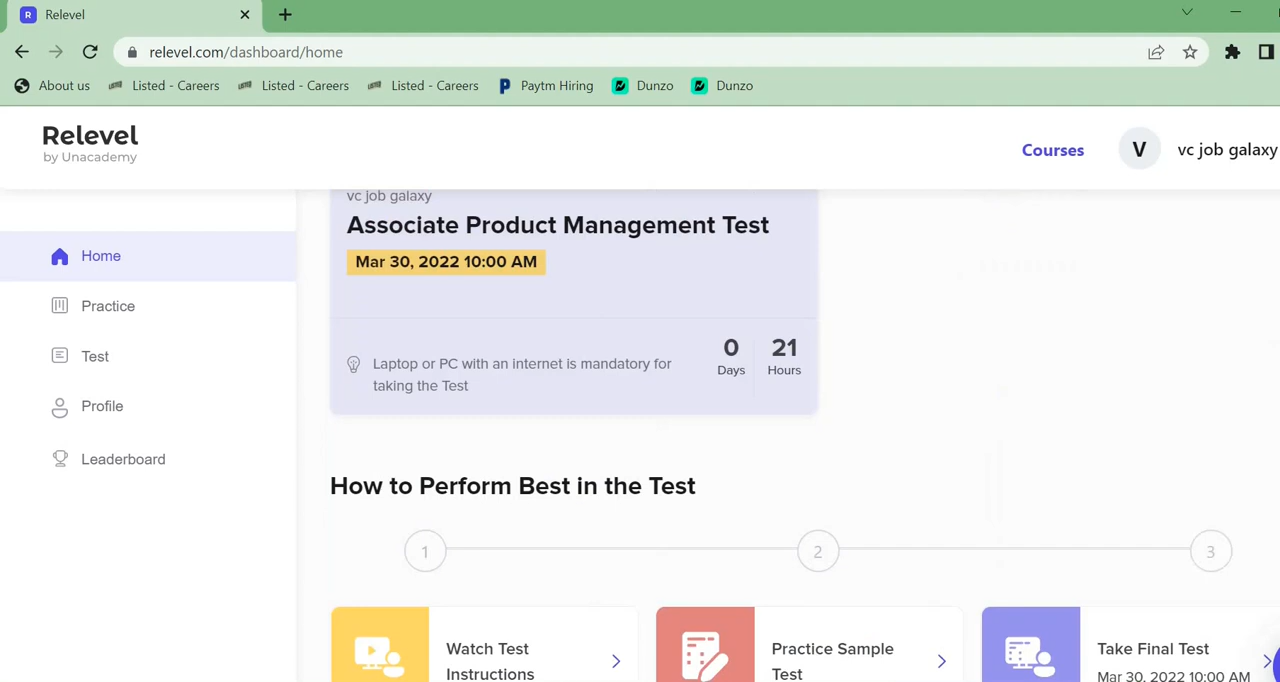 R Relevel
relevel.com/dashboard/home
About us Listed - Careers Listed - Careers Listed - Careers Paytm Hiring Dunzo Dunzo
Relevel
by Unacademy
Courses V vc job galaxy
Home
Practice
Test
Profile
Leaderboard
vc job galaxy
Associate Product Management Test
Mar 30, 2022 10:00 AM
Laptop or PC with an internet is mandatory for
taking the Test
0 21
Days Hours
How to Perform Best in the Test
1 2 3
Watch Test
Instructions
Practice Sample
Test
Take Final Test
Mar 30, 2022 10:00 AM